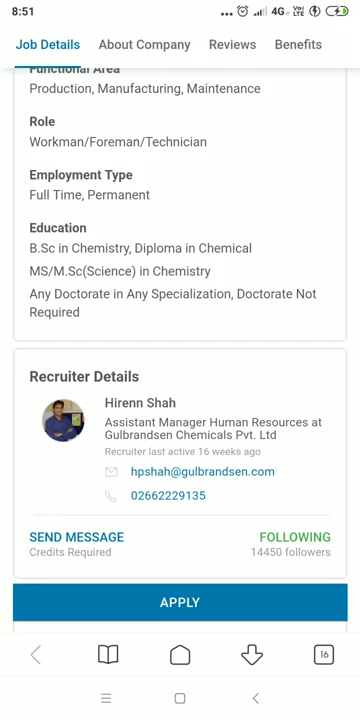 8:51
4G
Vo)
LTE
Job Details
About Company
Reviews
Benefits
Functional Area
Production, Manufacturing, Maintenance
Role
Workman/Foreman/Technician
Employment Type
Full Time, Permanent
Education
B.Sc in Chemistry, Diploma in Chemical
MS/M.Sc(Science) in Chemistry
Any Doctorate in Any Specialization, Doctorate Not
Required
Recruiter Details
Hirenn Shah
Assistant Manager Human Resources at
Gulbrandsen Chemicals Pvt. Ltd
Recruiter last active 16 weeks ago
hpshah@gulbrandsen.com
02662229135
SEND MESSAGE
Credits Required
FOLLOWING
14450 followers
APPLY
16